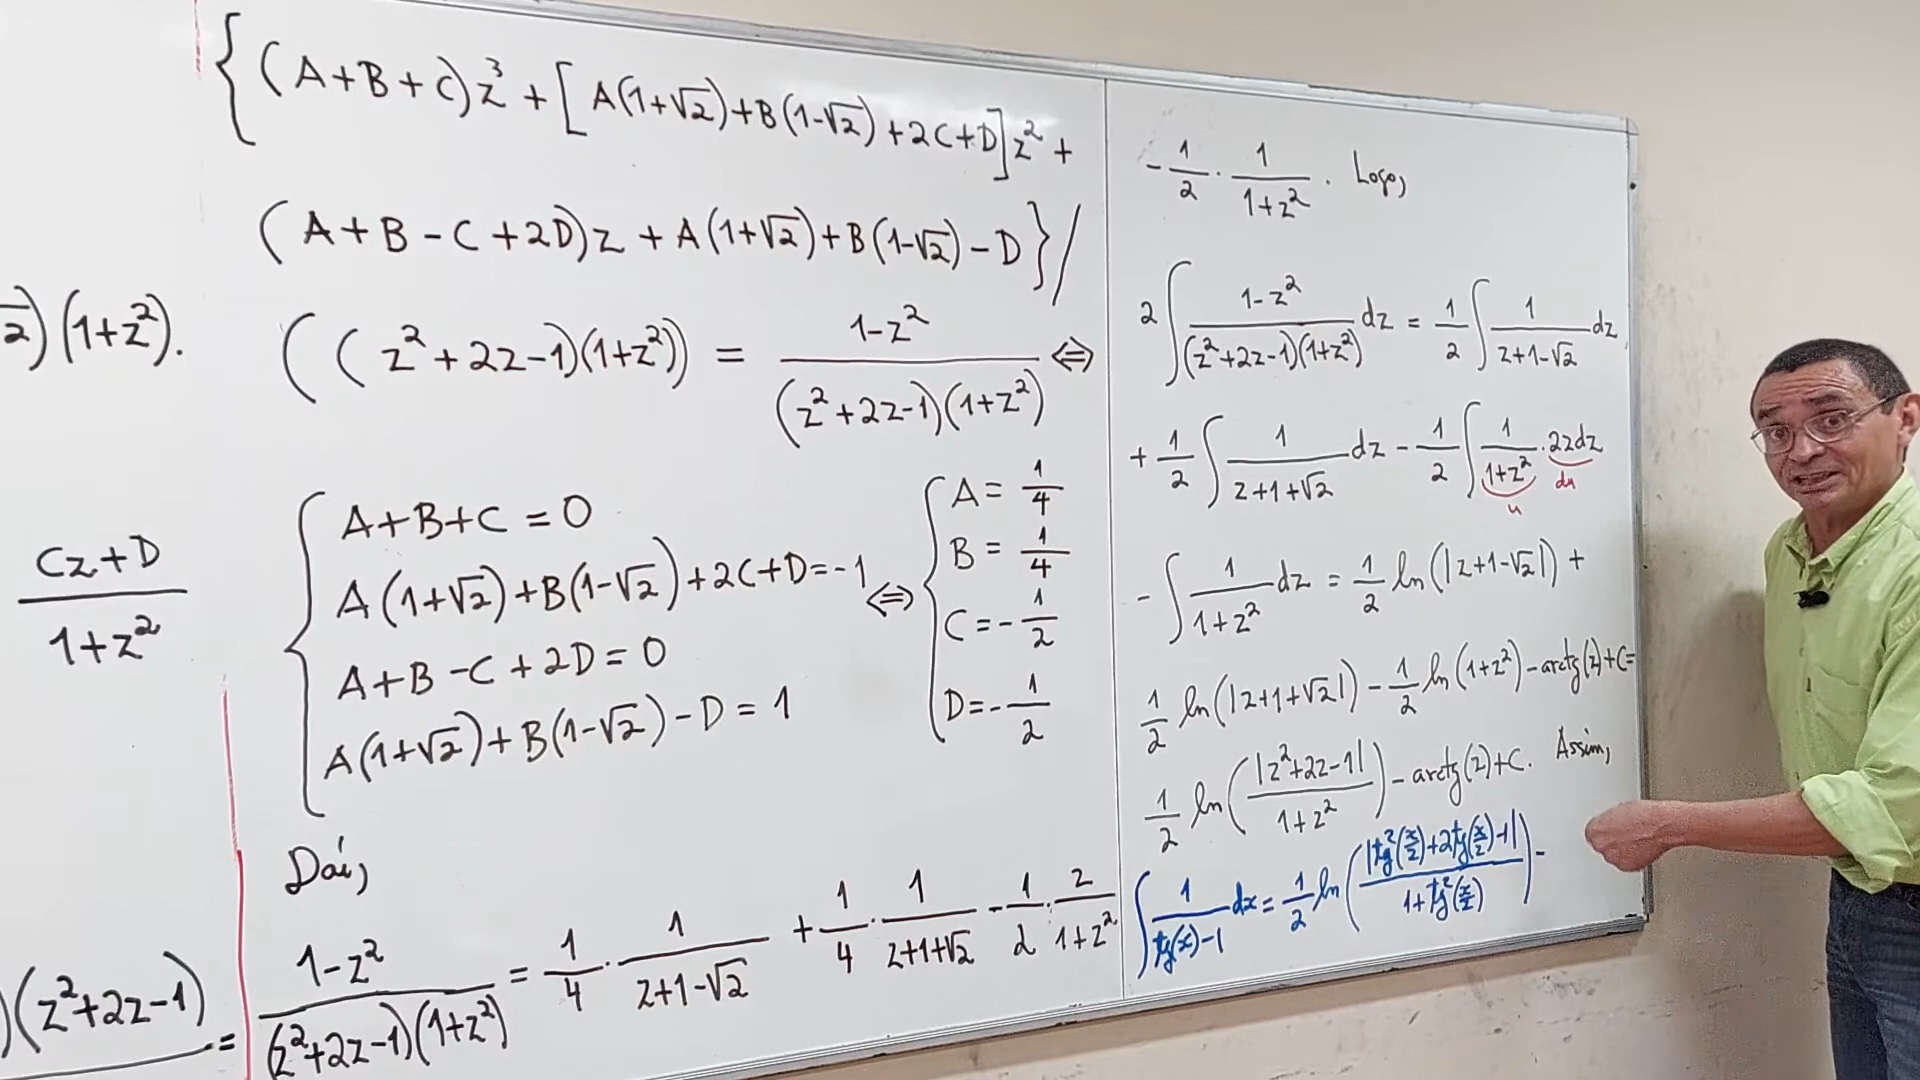 {(A+B+C)z³ + [A(1+√2)+B(1-√2)+2C+D]z² +
(A+B-C+2D)z + A(1+√2)+B(1-√2)-D}/
((z²+2z-1)(1+z²)) = (1-z²)/((z²+2z-1)(1+z²)) ⇔
2)(1+z²).
A+B+C=0
A(1+√2)+B(1-√2)+2C+D=-1
A+B-C+2D=0
A(1+√2)+B(1-√2)-D=1
⇔
A=1/4
B=1/4
C=-1/2
D=-1/2
(Cz+D)/(1+z²)
Daí,
)(z²+2z-1) =
(1-z²)/((z²+2z-1)(1+z²)) = 1/4·1/(z+1-√2) + 1/4·1/(z+1+√2) - 1/2·z/(1+z²)
-1/2·1/(1+z²). Logo,
2∫(1-z²)/((z²+2z-1)(1+z²)) dz = 1/2∫1/(z+1-√2) dz
+1/2∫1/(z+1+√2) dz - 1/2∫1/(1+z²)·2zdz
u du
-∫1/(1+z²) dz = 1/2 ln(|z+1-√2|) +
1/2 ln(|z+1+√2|) - 1/2 ln(1+z²) - arctg(z)+C=
1/2 ln(|z²+2z-1|/(1+z²)) - arctg(z)+C. Assim,
∫1/(tg(x)-1) dx = 1/2 ln(|tg²(x/2)+2tg(x/2)-1|/(1+tg²(x/2))) -